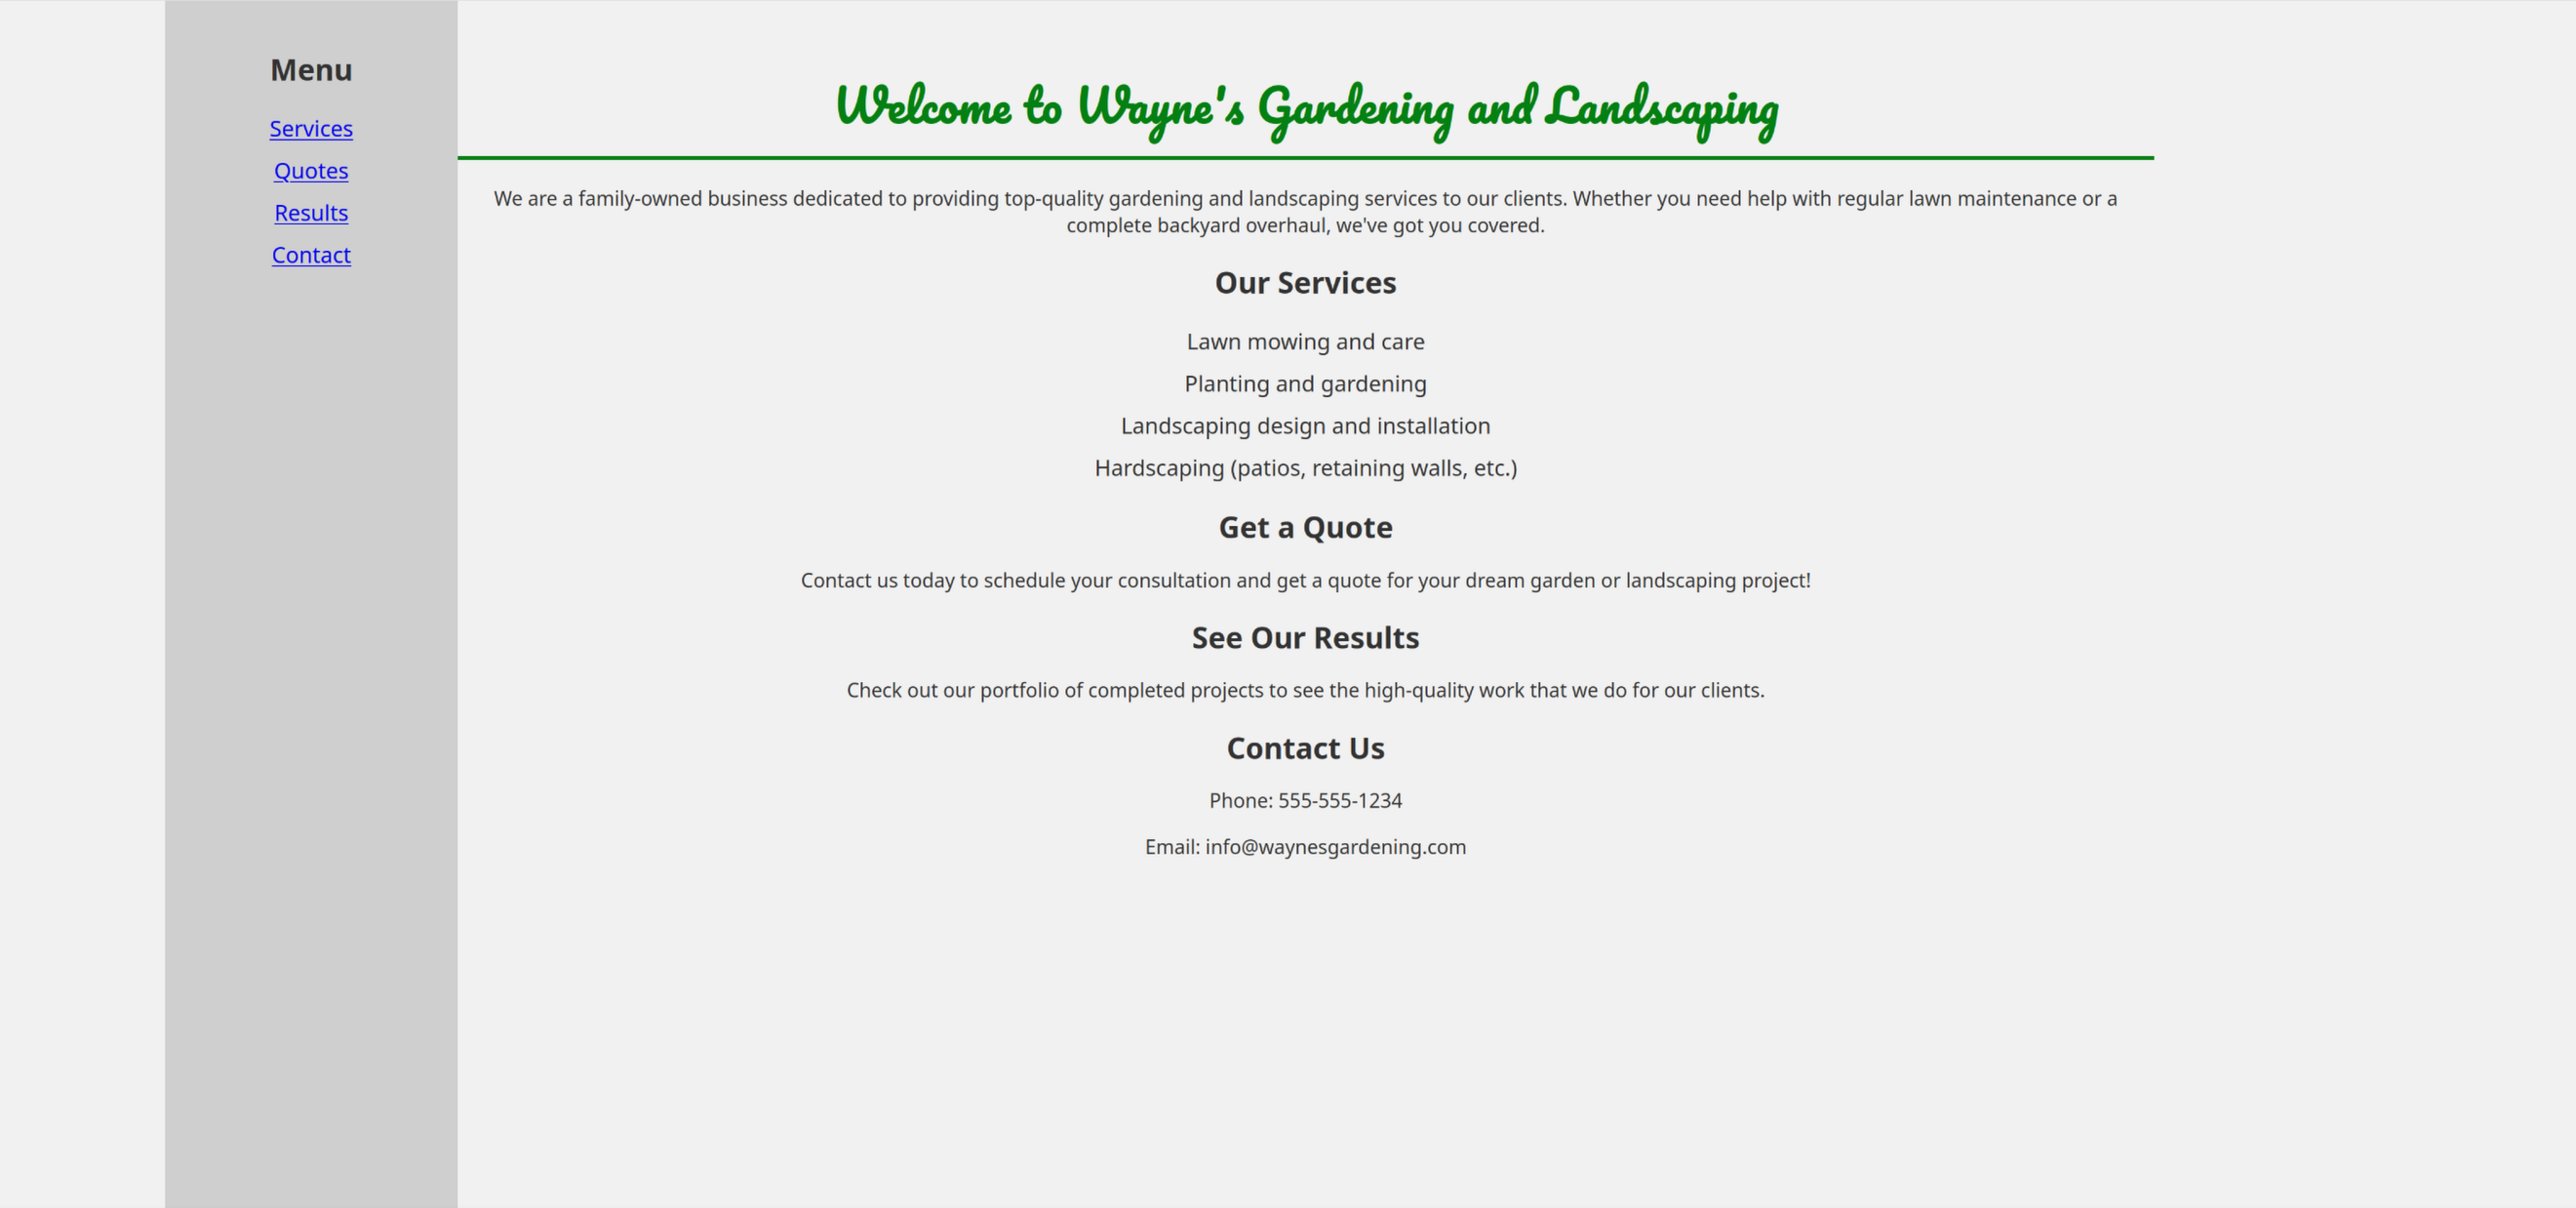 Menu
Services
Quotes
Results
Contact
Welcome to Wayne's Gardening and Landscaping
We are a family-owned business dedicated to providing top-quality gardening and landscaping services to our clients. Whether you need help with regular lawn maintenance or a
complete backyard overhaul, we've got you covered.
Our Services
Lawn mowing and care
Planting and gardening
Landscaping design and installation
Hardscaping (patios, retaining walls, etc.)
Get a Quote
Contact us today to schedule your consultation and get a quote for your dream garden or landscaping project!
See Our Results
Check out our portfolio of completed projects to see the high-quality work that we do for our clients.
Contact Us
Phone: 555-555-1234
Email: info@waynesgardening.com